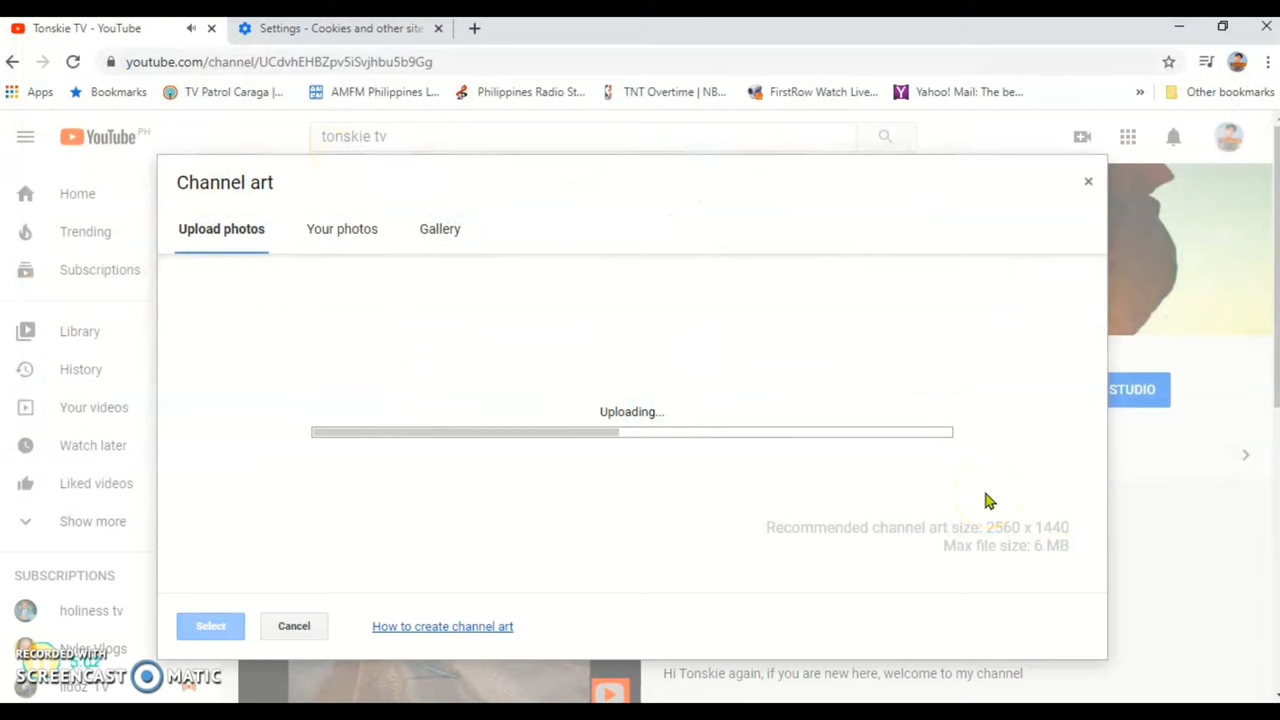 Tonskie TV - YouTube
Settings - Cookies and other site
youtube.com/channel/UCdvhEHBZpv5iSvjhbu5b9Gg
Apps
Bookmarks
TV Patrol Caraga |...
AMFM Philippines L...
Philippines Radio St...
TNT Overtime | NB...
FirstRow Watch Live...
Yahoo! Mail: The be...
»
Other bookmarks
YouTube PH
tonskie tv
Channel art
Upload photos
Your photos
Gallery
Home
Trending
Subscriptions
Library
History
Your videos
Watch later
Liked videos
Show more
SUBSCRIPTIONS
holiness tv
Nyler Vlogs
STUDIO
Uploading...
Recommended channel art size: 2560 x 1440
Max file size: 6 MB
Select
Cancel
How to create channel art
RECORDED WITH
SCREENCAST MATIC
Hi Tonskie again, if you are new here, welcome to my channel